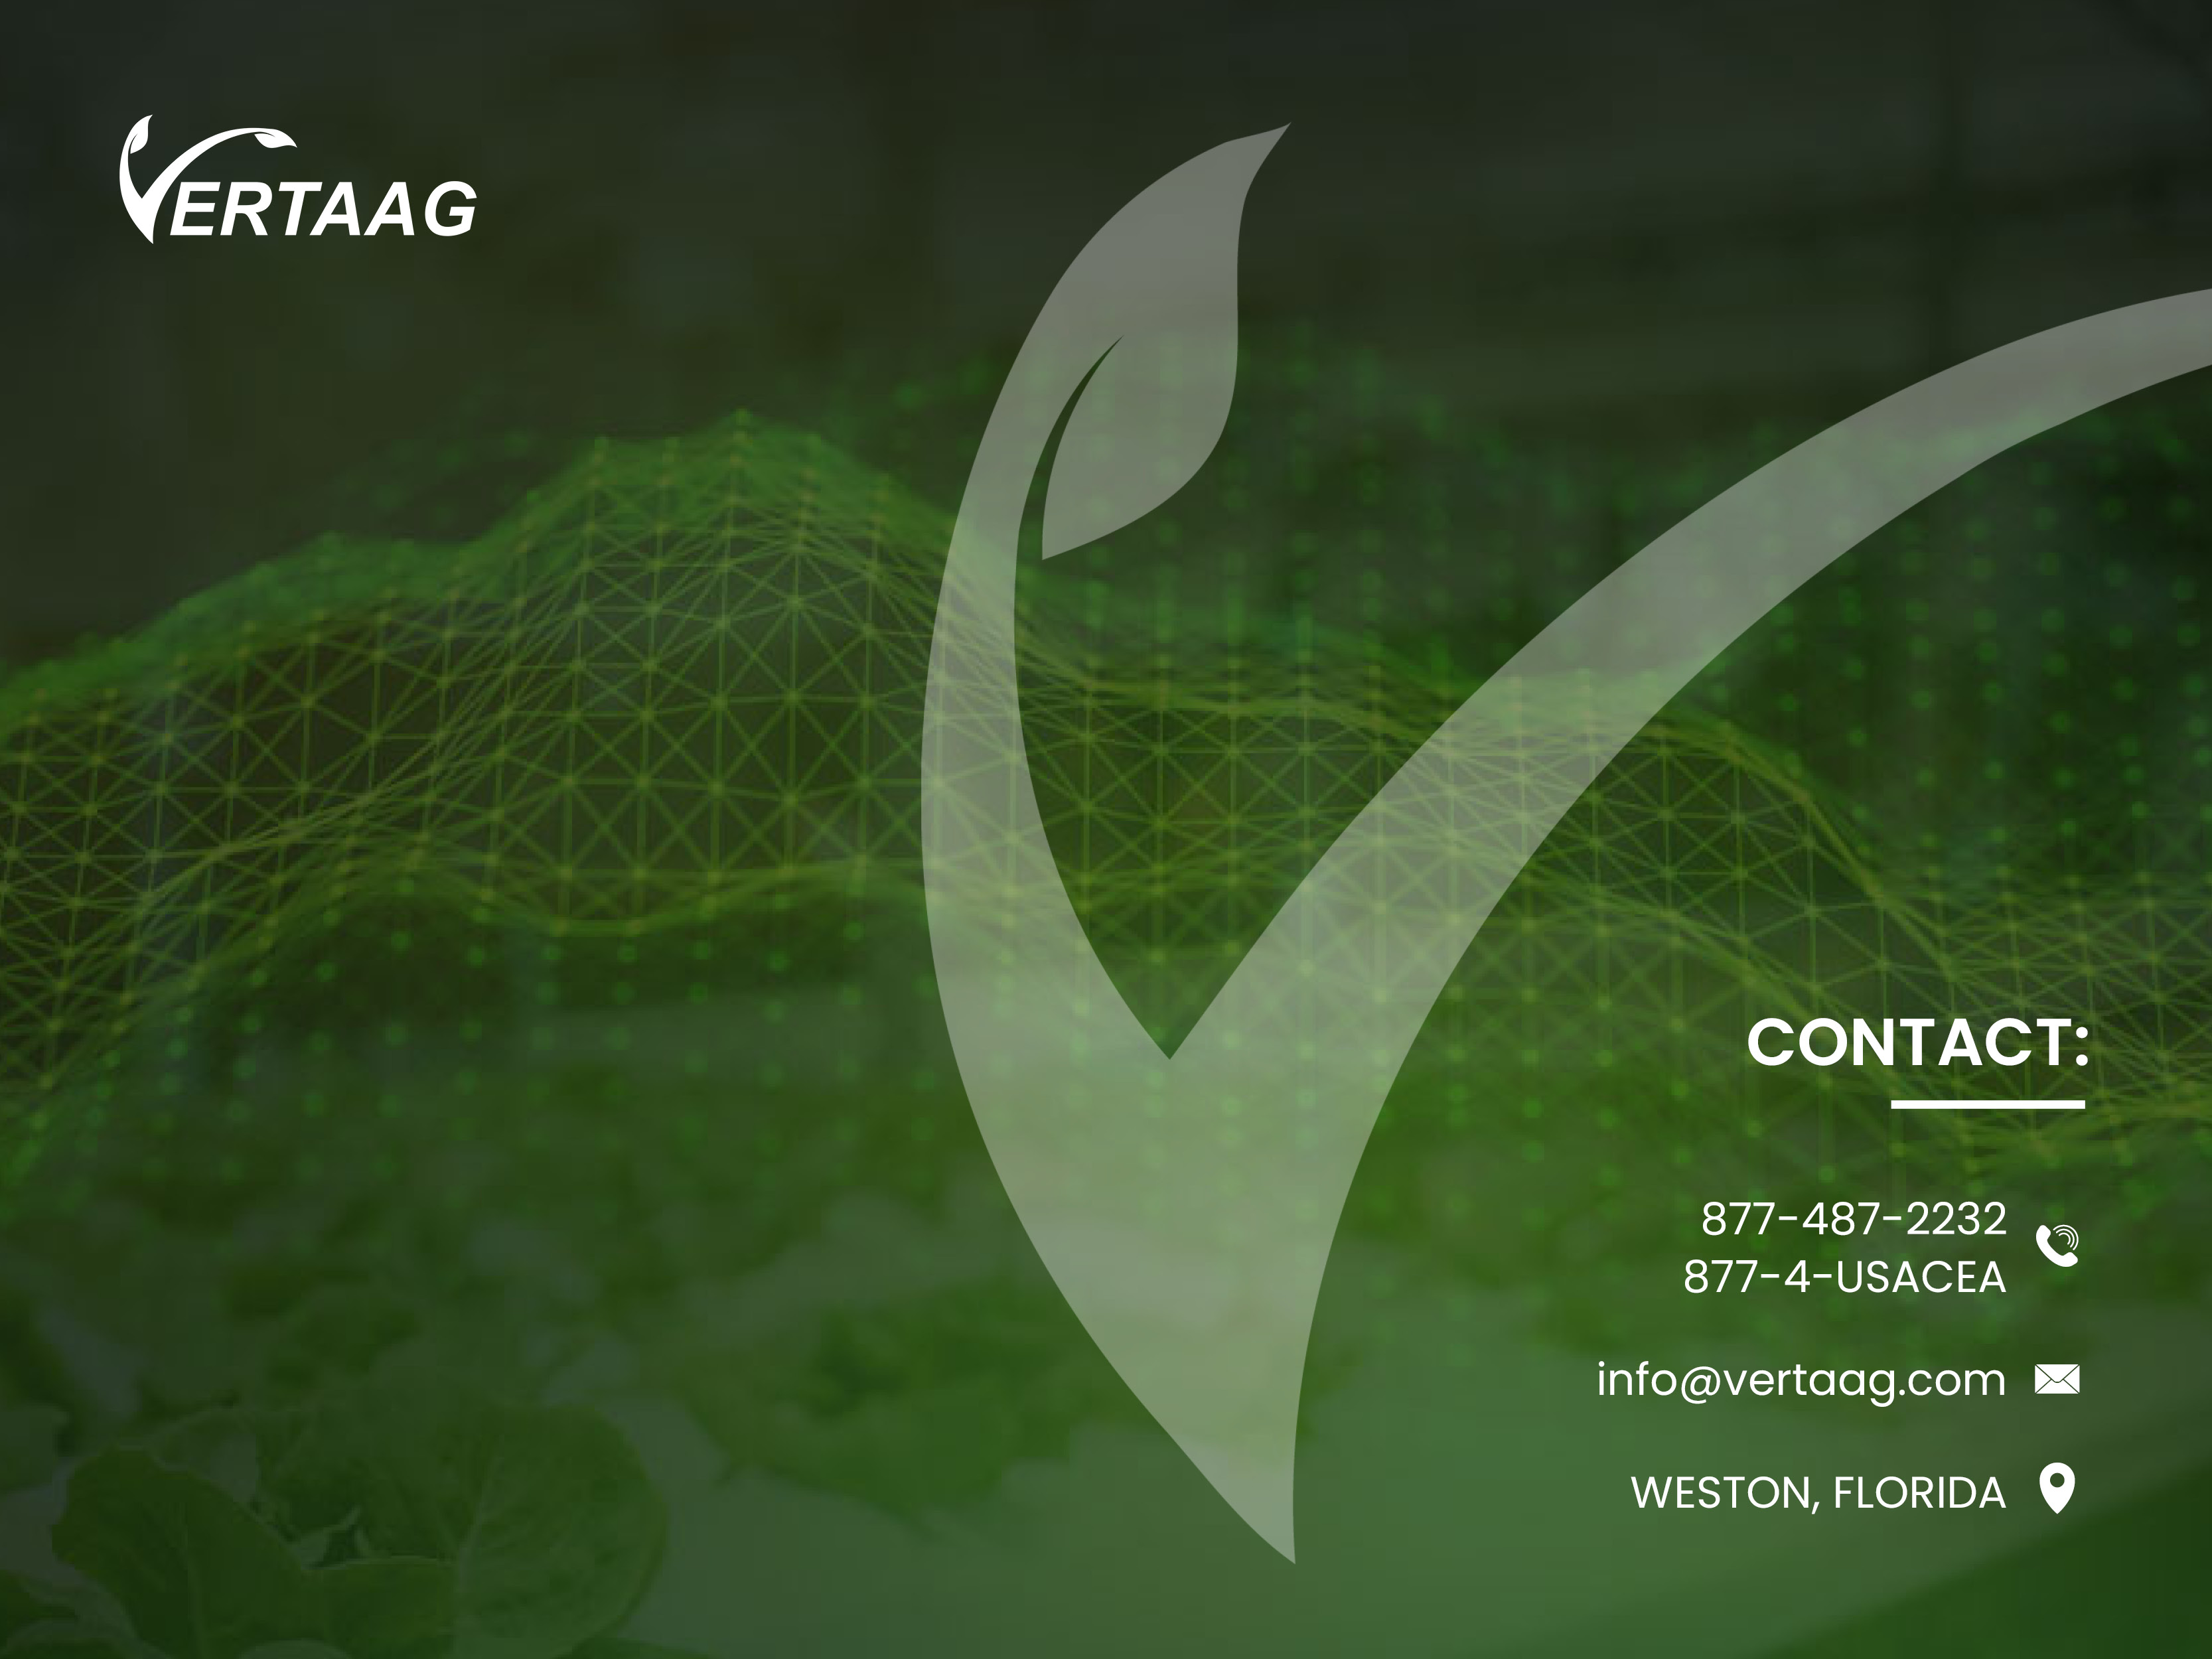 VERTAAG
CONTACT:
877-487-2232
877-4-USACEA
info@vertaag.com
WESTON, FLORIDA